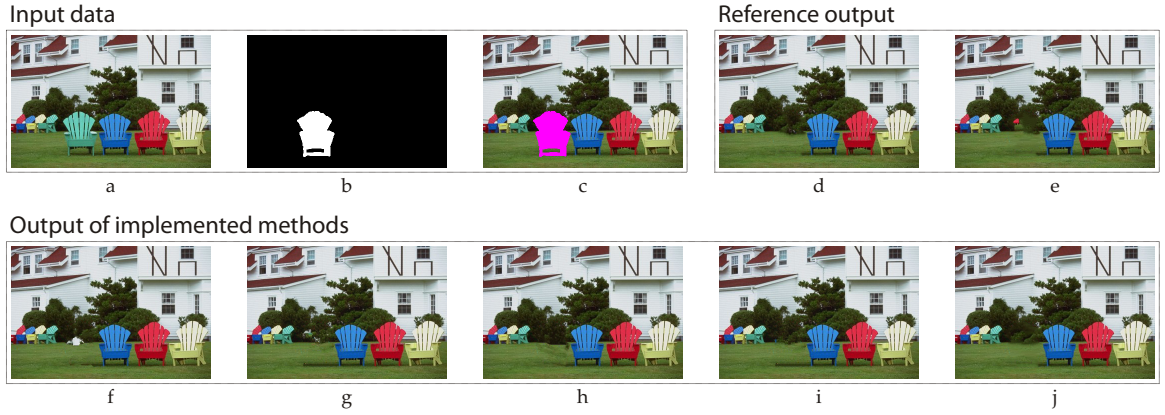 Input data
Reference output
a
b
c
d
e
Output of implemented methods
f
g
h
i
j